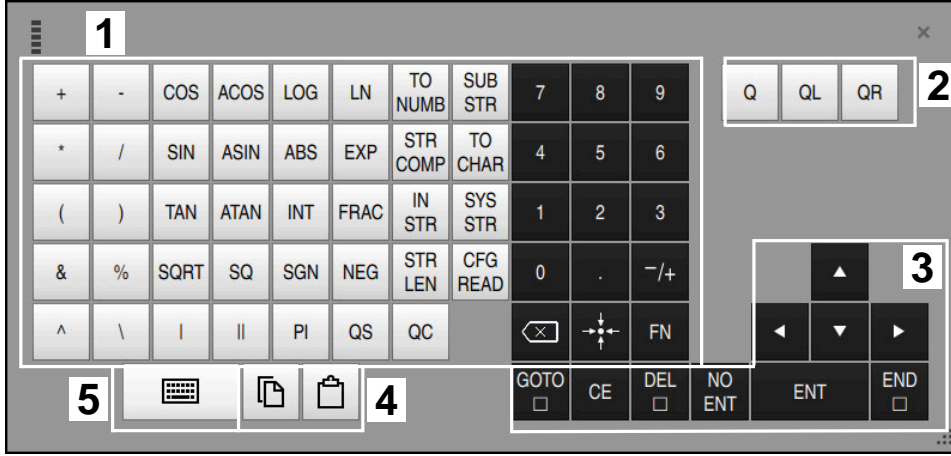 1
×
+ - COS ACOS LOG LN TO NUMB SUB STR 7 8 9 Q QL QR 2
* / SIN ASIN ABS EXP STR COMP TO CHAR 4 5 6
( ) TAN ATAN INT FRAC IN STR SYS STR 1 2 3
& % SQRT SQ SGN NEG STR LEN CFG READ 0 . −/+ 3
^ \ | || PI QS QC FN
5 4 GOTO □ CE DEL □ NO ENT ENT END □